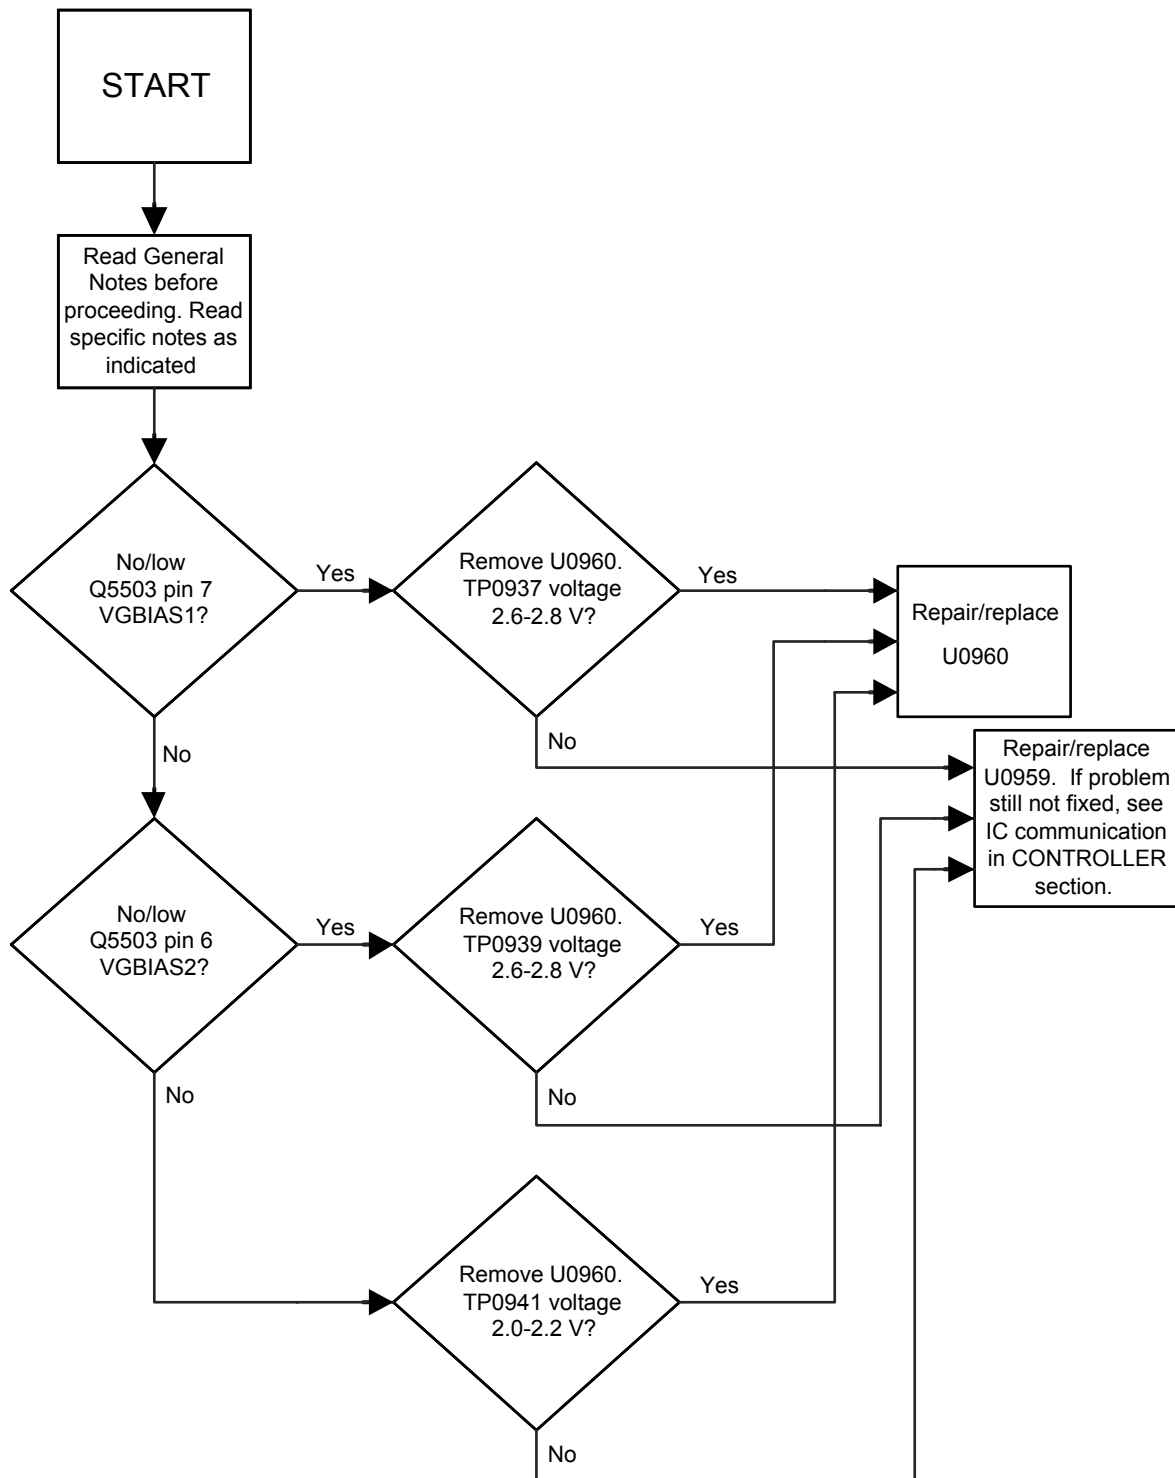 START
Read General
Notes before
proceeding. Read
specific notes as
indicated
No/low
Q5503 pin 7
VGBIAS1?
Yes
Remove U0960.
TP0937 voltage
2.6-2.8 V?
Yes
Repair/replace
U0960
No
No
Repair/replace
U0959. If problem
still not fixed, see
IC communication
in CONTROLLER
section.
No/low
Q5503 pin 6
VGBIAS2?
Yes
Remove U0960.
TP0939 voltage
2.6-2.8 V?
Yes
No
No
Remove U0960.
TP0941 voltage
2.0-2.2 V?
Yes
No